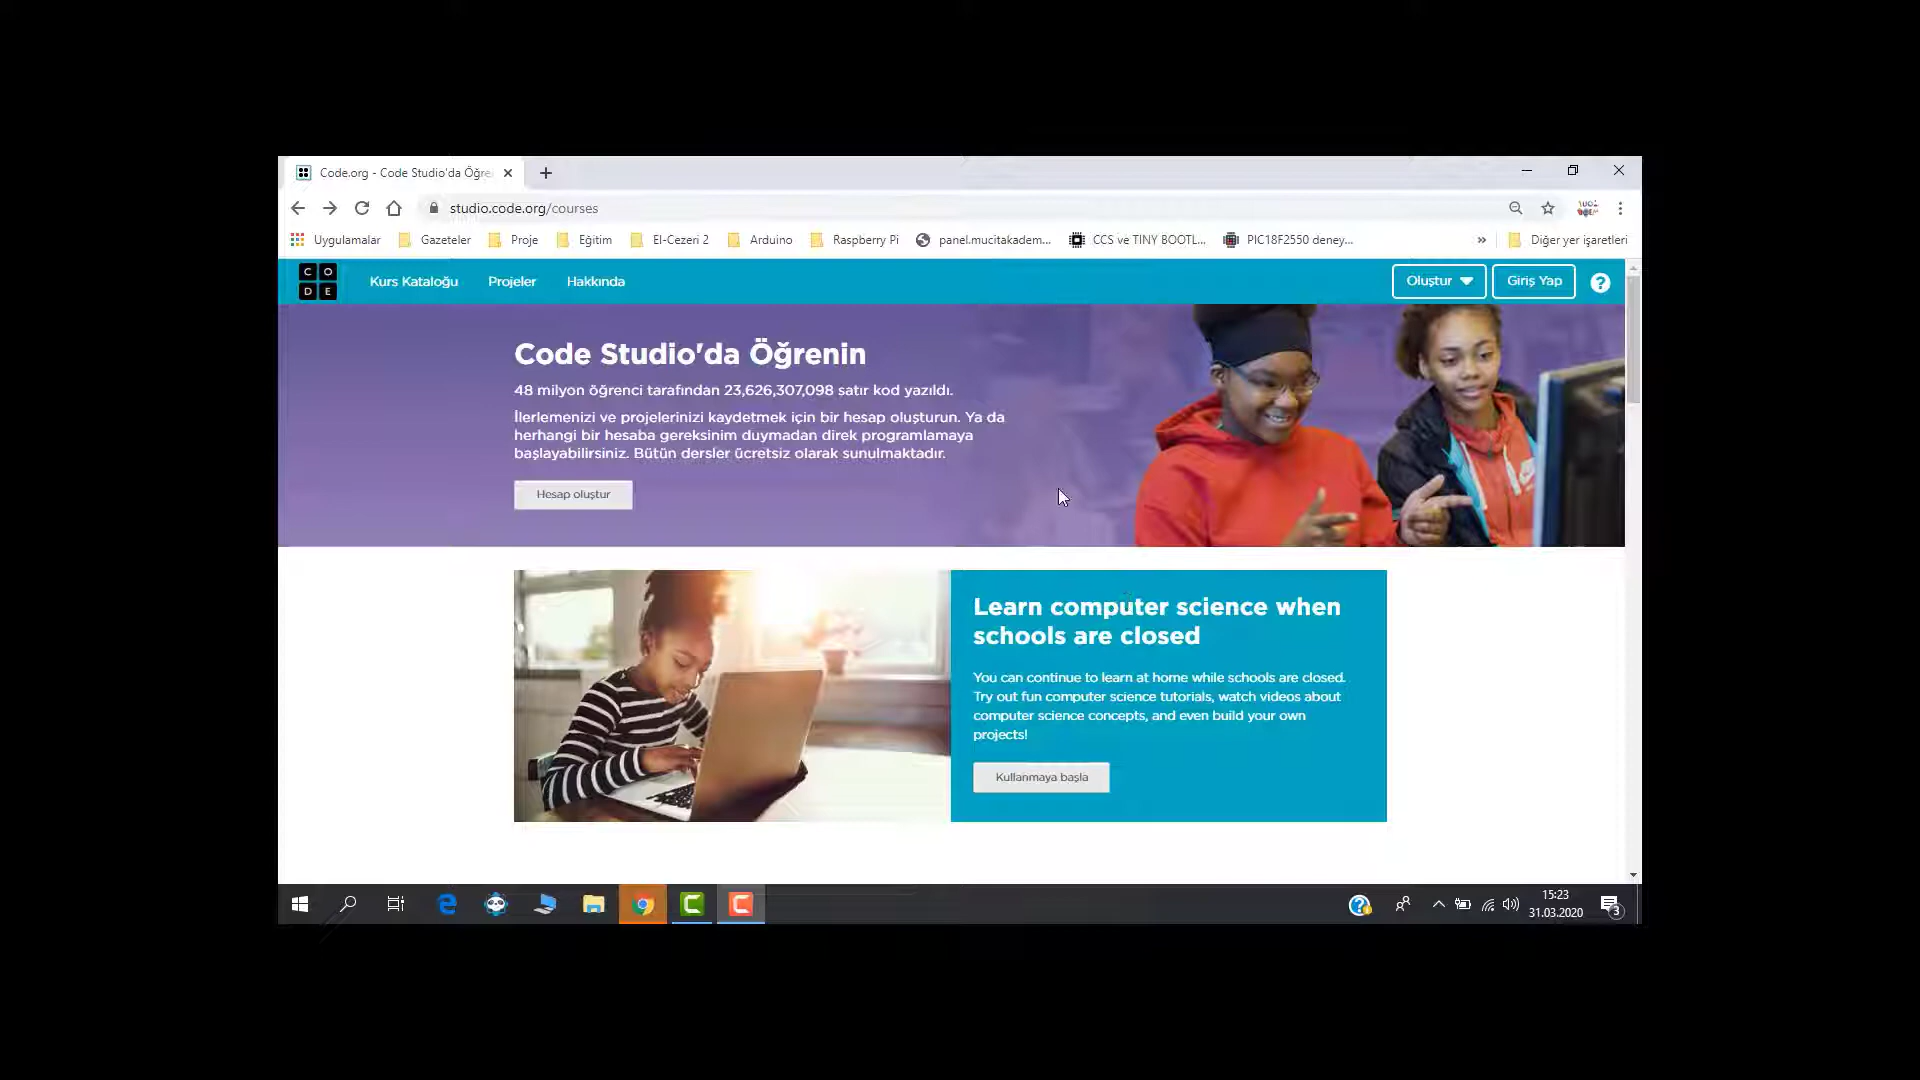 Code.org - Code Studio'da Öğre
studio.code.org/courses
Uygulamalar Gazeteler Proje Eğitim El-Cezeri 2 Arduino Raspberry Pi panel.mucitakadem... CCS ve TINY BOOTL... PIC18F2550 deney... » Diğer yer işaretleri
C O
D E
Kurs Kataloğu Projeler Hakkında Oluştur Giriş Yap ?
Code Studio'da Öğrenin
48 milyon öğrenci tarafından 23,626,307,098 satır kod yazıldı.
İlerlemenizi ve projelerinizi kaydetmek için bir hesap oluşturun. Ya da
herhangi bir hesaba gereksinim duymadan direk programlamaya
başlayabilirsiniz. Bütün dersler ücretsiz olarak sunulmaktadır.
Hesap oluştur
Learn computer science when
schools are closed
You can continue to learn at home while schools are closed.
Try out fun computer science tutorials, watch videos about
computer science concepts, and even build your own
projects!
Kullanmaya başla
15:23
31.03.2020
3